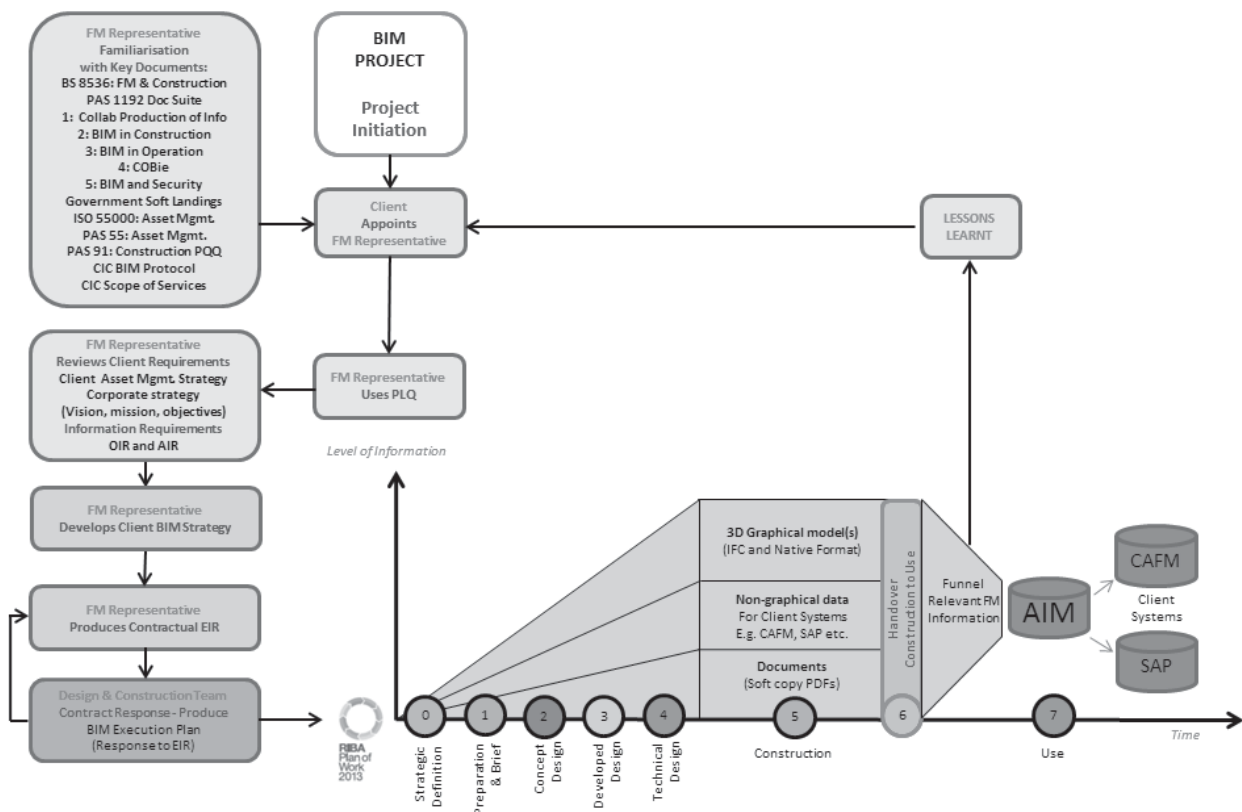 FM Representative
Familiarisation
with Key Documents:
BS 8536: FM & Construction
PAS 1192 Doc Suite
1: Collab Production of Info
2: BIM in Construction
3: BIM in Operation
4: COBie
5: BIM and Security
Government Soft Landings
ISO 55000: Asset Mgmt.
PAS 55: Asset Mgmt.
PAS 91: Construction PQQ
CIC BIM Protocol
CIC Scope of Services
BIM
PROJECT
Project
Initiation
Client
Appoints
FM Representative
LESSONS
LEARNT
FM Representative
Uses PLQ
FM Representative
Reviews Client Requirements
Client Asset Mgmt. Strategy
Corporate strategy
(Vision, mission, objectives)
Information Requirements
OIR and AIR
FM Representative
Develops Client BIM Strategy
FM Representative
Produces Contractual EIR
Design & Construction Team
Contract Response - Produce
BIM Execution Plan
(Response to EIR)
RIBA
Plan of
Work
2013
Level of Information
3D Graphical model(s)
(IFC and Native Format)
Non-graphical data
For Client Systems
E.g. CAFM, SAP etc.
Documents
(Soft copy PDFs)
Handover
Construction to Use
Funnel
Relevant FM
Information
AIM
CAFM
Client
Systems
SAP
0
1
2
3
4
5
6
7
Strategic
Definition
Preparation
& Brief
Concept
Design
Developed
Design
Technical
Design
Construction
Use
Time